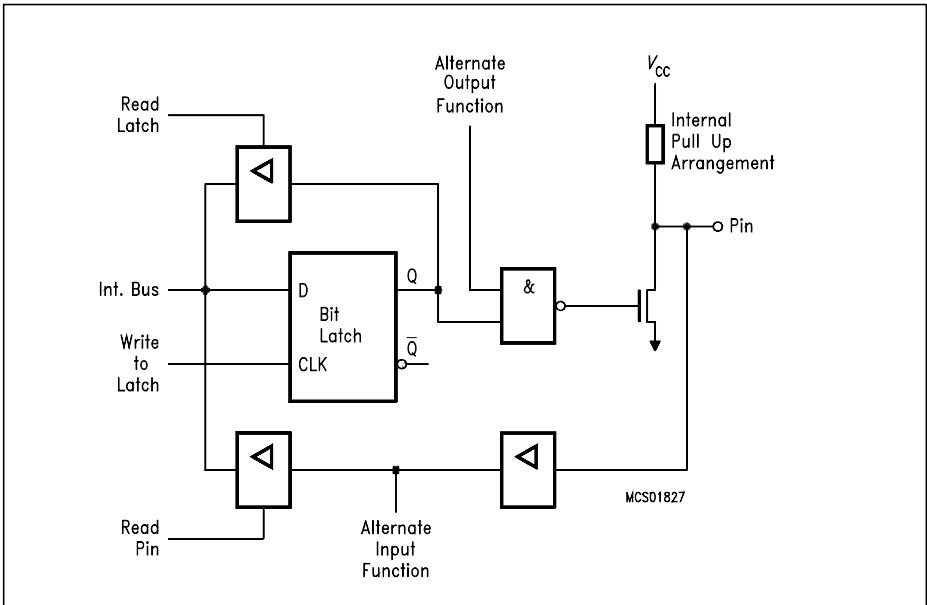 Alternate
Output
Function
VCC
Read
Latch
Internal
Pull Up
Arrangement
Pin
Int. Bus
D
Q
&
Bit
Latch
Write
to
Latch
CLK
Q̅
MCS01827
Read
Pin
Alternate
Input
Function